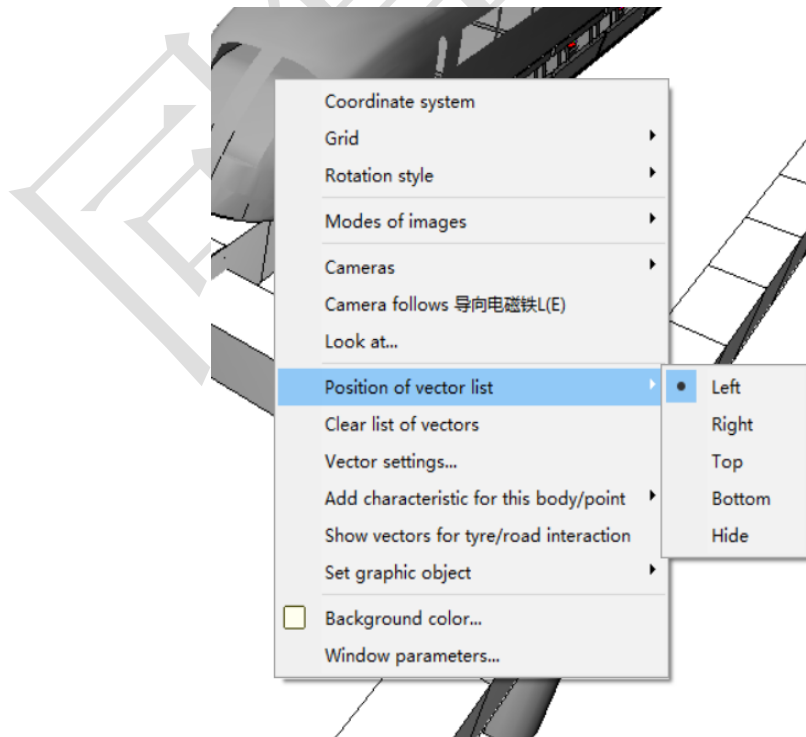 Coordinate system
Grid
Rotation style
Modes of images
Cameras
Camera follows 导向电磁铁L(E)
Look at...
Position of vector list
Left
Clear list of vectors
Right
Vector settings...
Top
Add characteristic for this body/point
Bottom
Show vectors for tyre/road interaction
Hide
Set graphic object
Background color...
Window parameters...